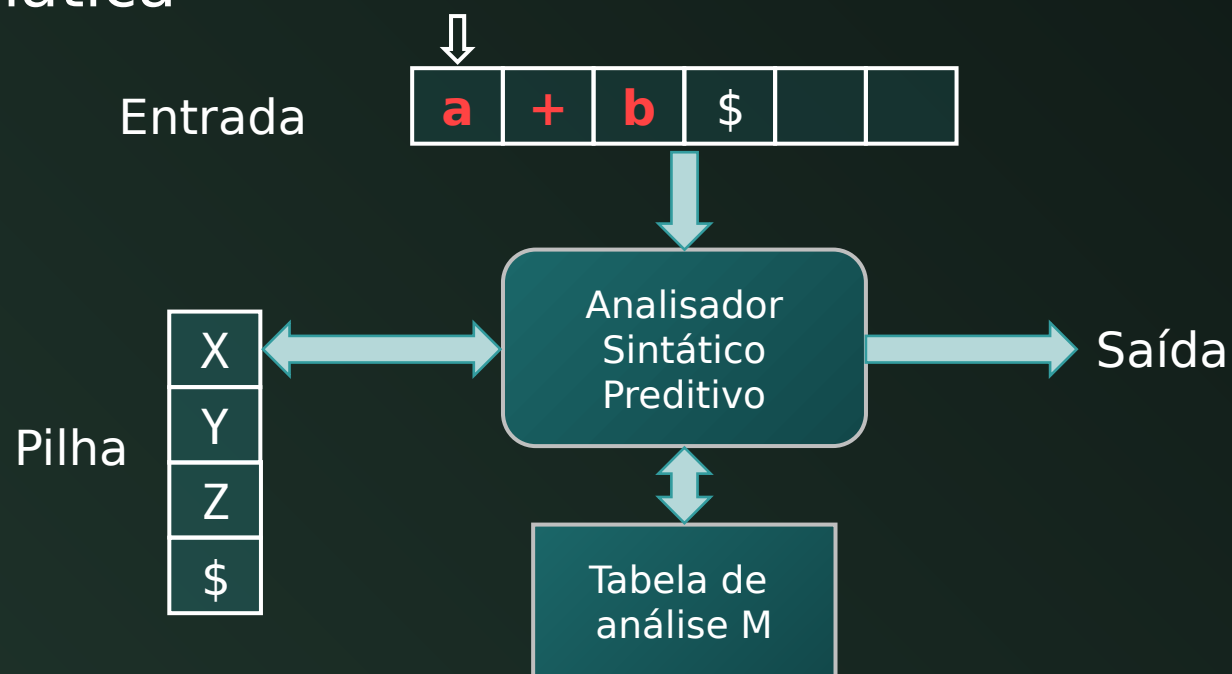 Entrada
a + b $
Analisador
Sintático
Preditivo
Saída
X
Y
Pilha
Z
$
Tabela de
análise M